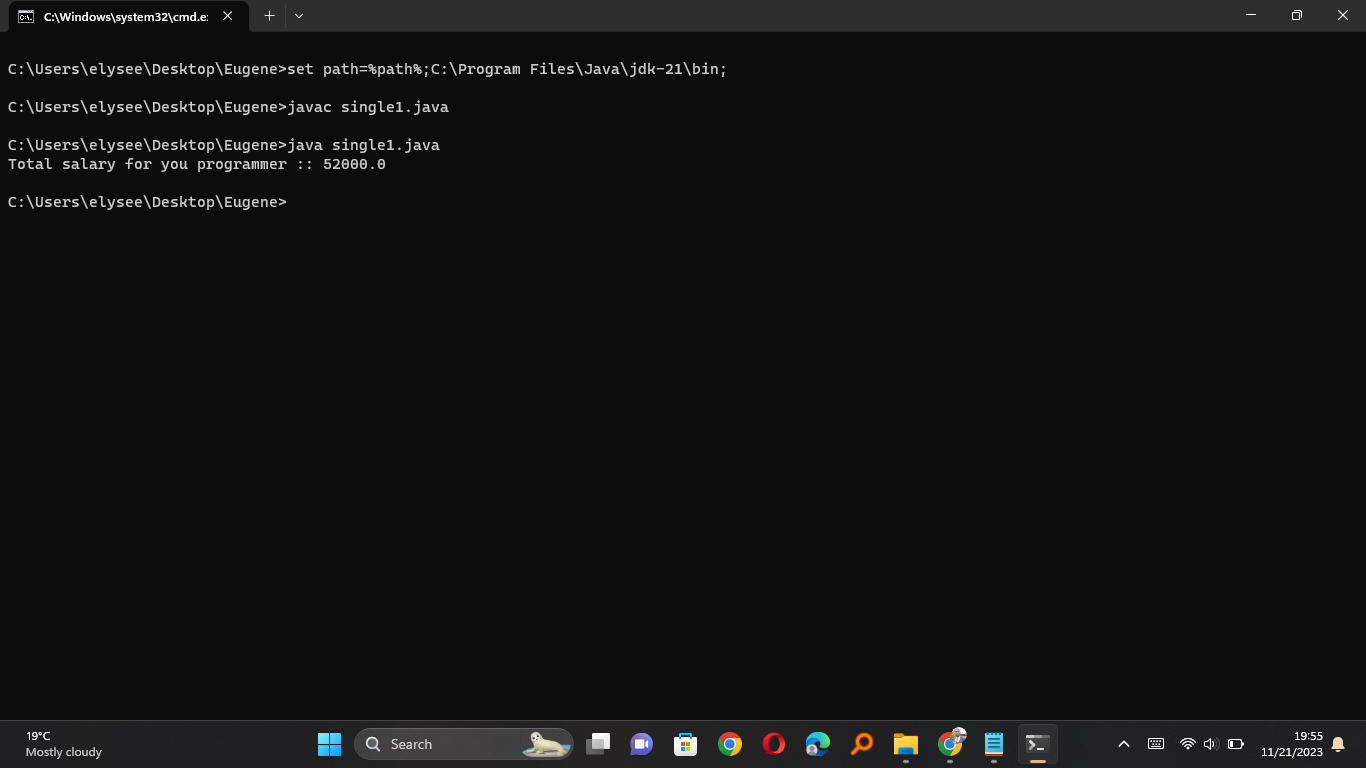 C:\Windows\system32\cmd.e
C:\Users\elysee\Desktop\Eugene>set path=%path%;C:\Program Files\Java\jdk-21\bin;
C:\Users\elysee\Desktop\Eugene>javac single1.java
C:\Users\elysee\Desktop\Eugene>java single1.java
Total salary for you programmer :: 52000.0
C:\Users\elysee\Desktop\Eugene>
19°C
Mostly cloudy
Search
19:55
11/21/2023